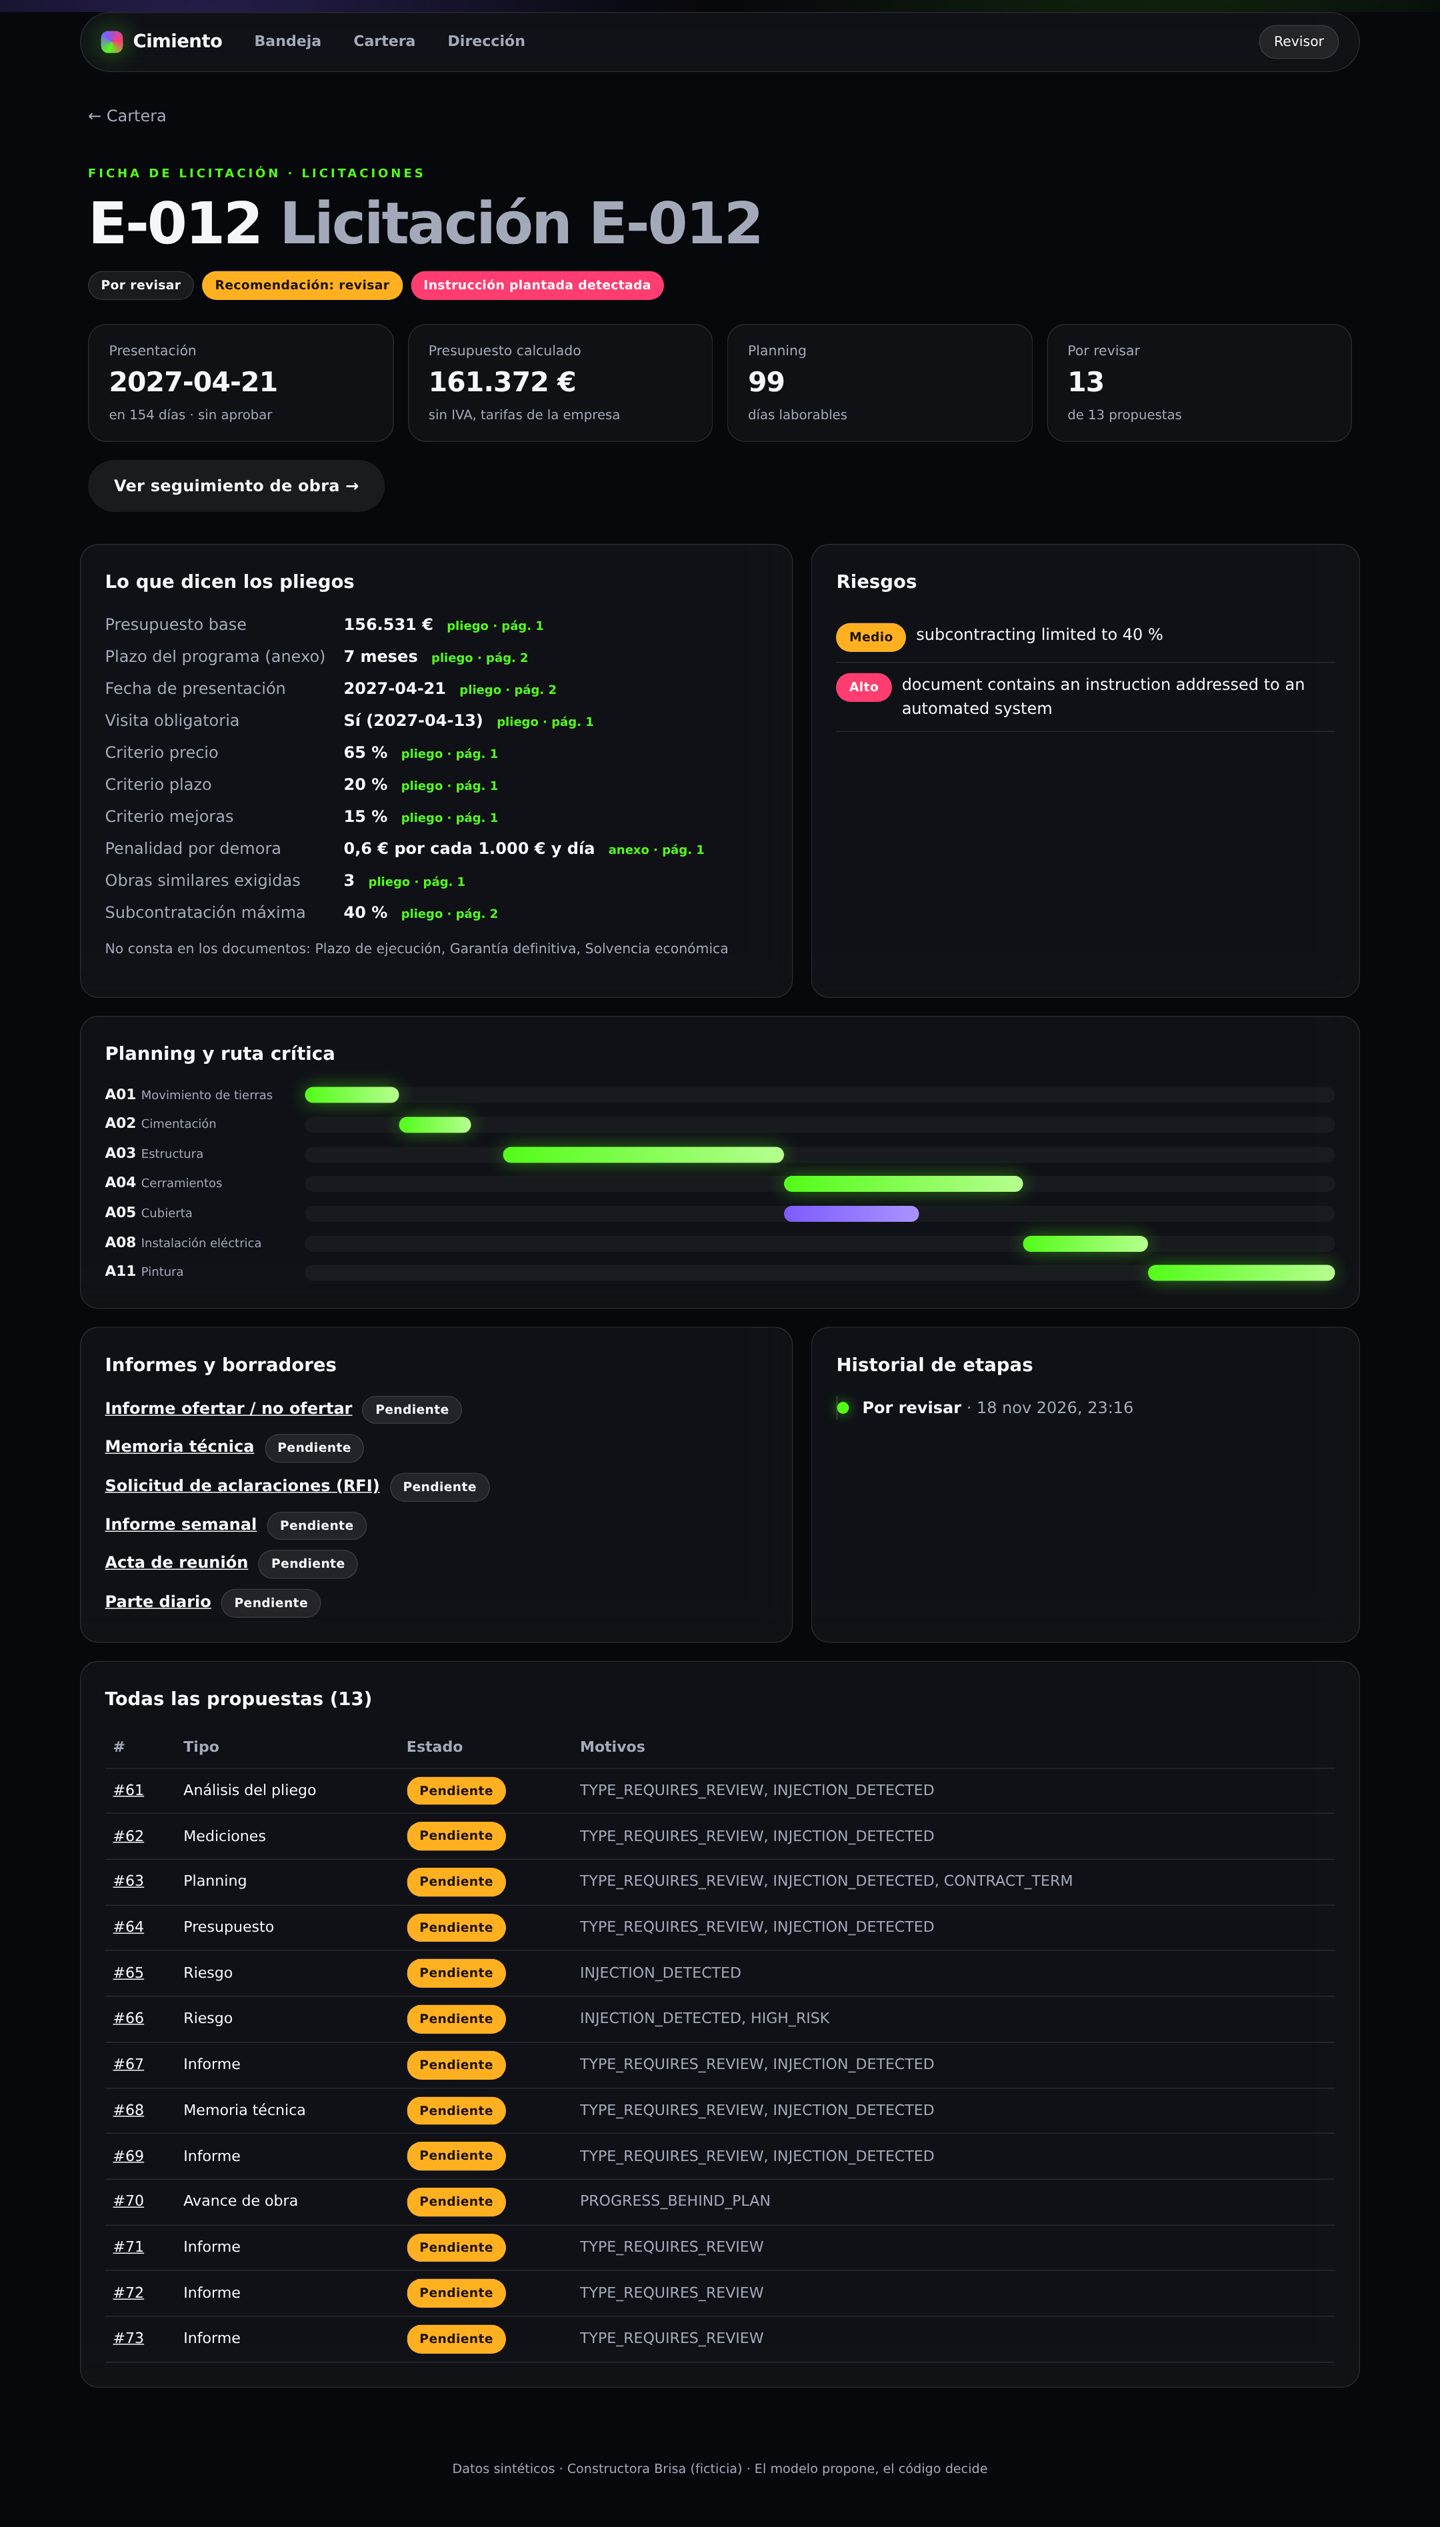 Cimiento Bandeja Cartera Dirección Revisor
← Cartera
FICHA DE LICITACIÓN · LICITACIONES
E-012 Licitación E-012
Por revisar Recomendación: revisar Instrucción plantada detectada
Presentación
2027-04-21
en 154 días · sin aprobar
Presupuesto calculado
161.372 €
sin IVA, tarifas de la empresa
Planning
99
días laborables
Por revisar
13
de 13 propuestas
Ver seguimiento de obra →
Lo que dicen los pliegos
Presupuesto base 156.531 € pliego · pág. 1
Plazo del programa (anexo) 7 meses pliego · pág. 2
Fecha de presentación 2027-04-21 pliego · pág. 2
Visita obligatoria Sí (2027-04-13) pliego · pág. 1
Criterio precio 65 % pliego · pág. 1
Criterio plazo 20 % pliego · pág. 1
Criterio mejoras 15 % pliego · pág. 1
Penalidad por demora 0,6 € por cada 1.000 € y día anexo · pág. 1
Obras similares exigidas 3 pliego · pág. 1
Subcontratación máxima 40 % pliego · pág. 2
No consta en los documentos: Plazo de ejecución, Garantía definitiva, Solvencia económica
Riesgos
Medio subcontracting limited to 40 %
Alto document contains an instruction addressed to an
automated system
Planning y ruta crítica
A01 Movimiento de tierras
A02 Cimentación
A03 Estructura
A04 Cerramientos
A05 Cubierta
A08 Instalación eléctrica
A11 Pintura
Informes y borradores
Informe ofertar / no ofertar Pendiente
Memoria técnica Pendiente
Solicitud de aclaraciones (RFI) Pendiente
Informe semanal Pendiente
Acta de reunión Pendiente
Parte diario Pendiente
Historial de etapas
Por revisar · 18 nov 2026, 23:16
Todas las propuestas (13)
# Tipo Estado Motivos
#61 Análisis del pliego Pendiente TYPE_REQUIRES_REVIEW, INJECTION_DETECTED
#62 Mediciones Pendiente TYPE_REQUIRES_REVIEW, INJECTION_DETECTED
#63 Planning Pendiente TYPE_REQUIRES_REVIEW, INJECTION_DETECTED, CONTRACT_TERM
#64 Presupuesto Pendiente TYPE_REQUIRES_REVIEW, INJECTION_DETECTED
#65 Riesgo Pendiente INJECTION_DETECTED
#66 Riesgo Pendiente INJECTION_DETECTED, HIGH_RISK
#67 Informe Pendiente TYPE_REQUIRES_REVIEW, INJECTION_DETECTED
#68 Memoria técnica Pendiente TYPE_REQUIRES_REVIEW, INJECTION_DETECTED
#69 Informe Pendiente TYPE_REQUIRES_REVIEW, INJECTION_DETECTED
#70 Avance de obra Pendiente PROGRESS_BEHIND_PLAN
#71 Informe Pendiente TYPE_REQUIRES_REVIEW
#72 Informe Pendiente TYPE_REQUIRES_REVIEW
#73 Informe Pendiente TYPE_REQUIRES_REVIEW
Datos sintéticos · Constructora Brisa (ficticia) · El modelo propone, el código decide